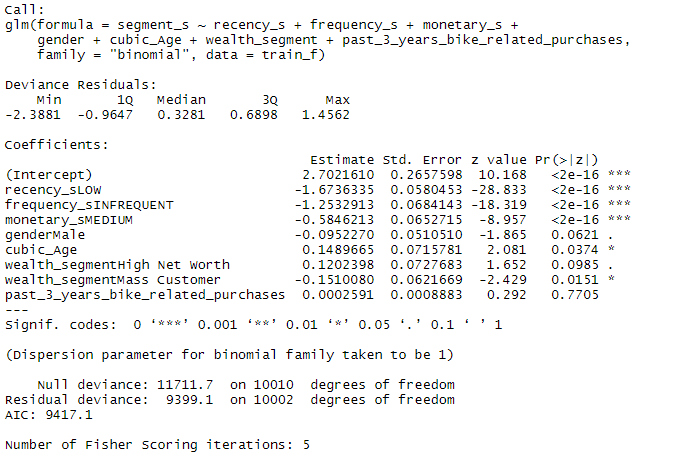 Call:
glm(formula = segment_s ~ recency_s + frequency_s + monetary_s +
    gender + cubic_Age + wealth_segment + past_3_years_bike_related_purchases,
    family = "binomial", data = train_f)

Deviance Residuals:
    Min       1Q   Median       3Q      Max
-2.3881  -0.9647   0.3281   0.6898   1.4562

Coefficients:
                                      Estimate Std. Error z value Pr(>|z|)
(Intercept)                          2.7021610  0.2657598  10.168   <2e-16 ***
recency_sLOW                        -1.6736335  0.0580453 -28.833   <2e-16 ***
frequency_sINFREQUENT               -1.2532913  0.0684143 -18.319   <2e-16 ***
monetary_sMEDIUM                    -0.5846213  0.0652715  -8.957   <2e-16 ***
genderMale                          -0.0952270  0.0510510  -1.865   0.0621 .
cubic_Age                            0.1489665  0.0715781   2.081   0.0374 *
wealth_segmentHigh Net Worth         0.1202398  0.0727683   1.652   0.0985 .
wealth_segmentMass Customer         -0.1510080  0.0621669  -2.429   0.0151 *
past_3_years_bike_related_purchases  0.0002591  0.0008883   0.292   0.7705
---
Signif. codes:  0 ‘***’ 0.001 ‘**’ 0.01 ‘*’ 0.05 ‘.’ 0.1 ‘ ’ 1

(Dispersion parameter for binomial family taken to be 1)

    Null deviance: 11711.7  on 10010  degrees of freedom
Residual deviance:  9399.1  on 10002  degrees of freedom
AIC: 9417.1

Number of Fisher Scoring iterations: 5